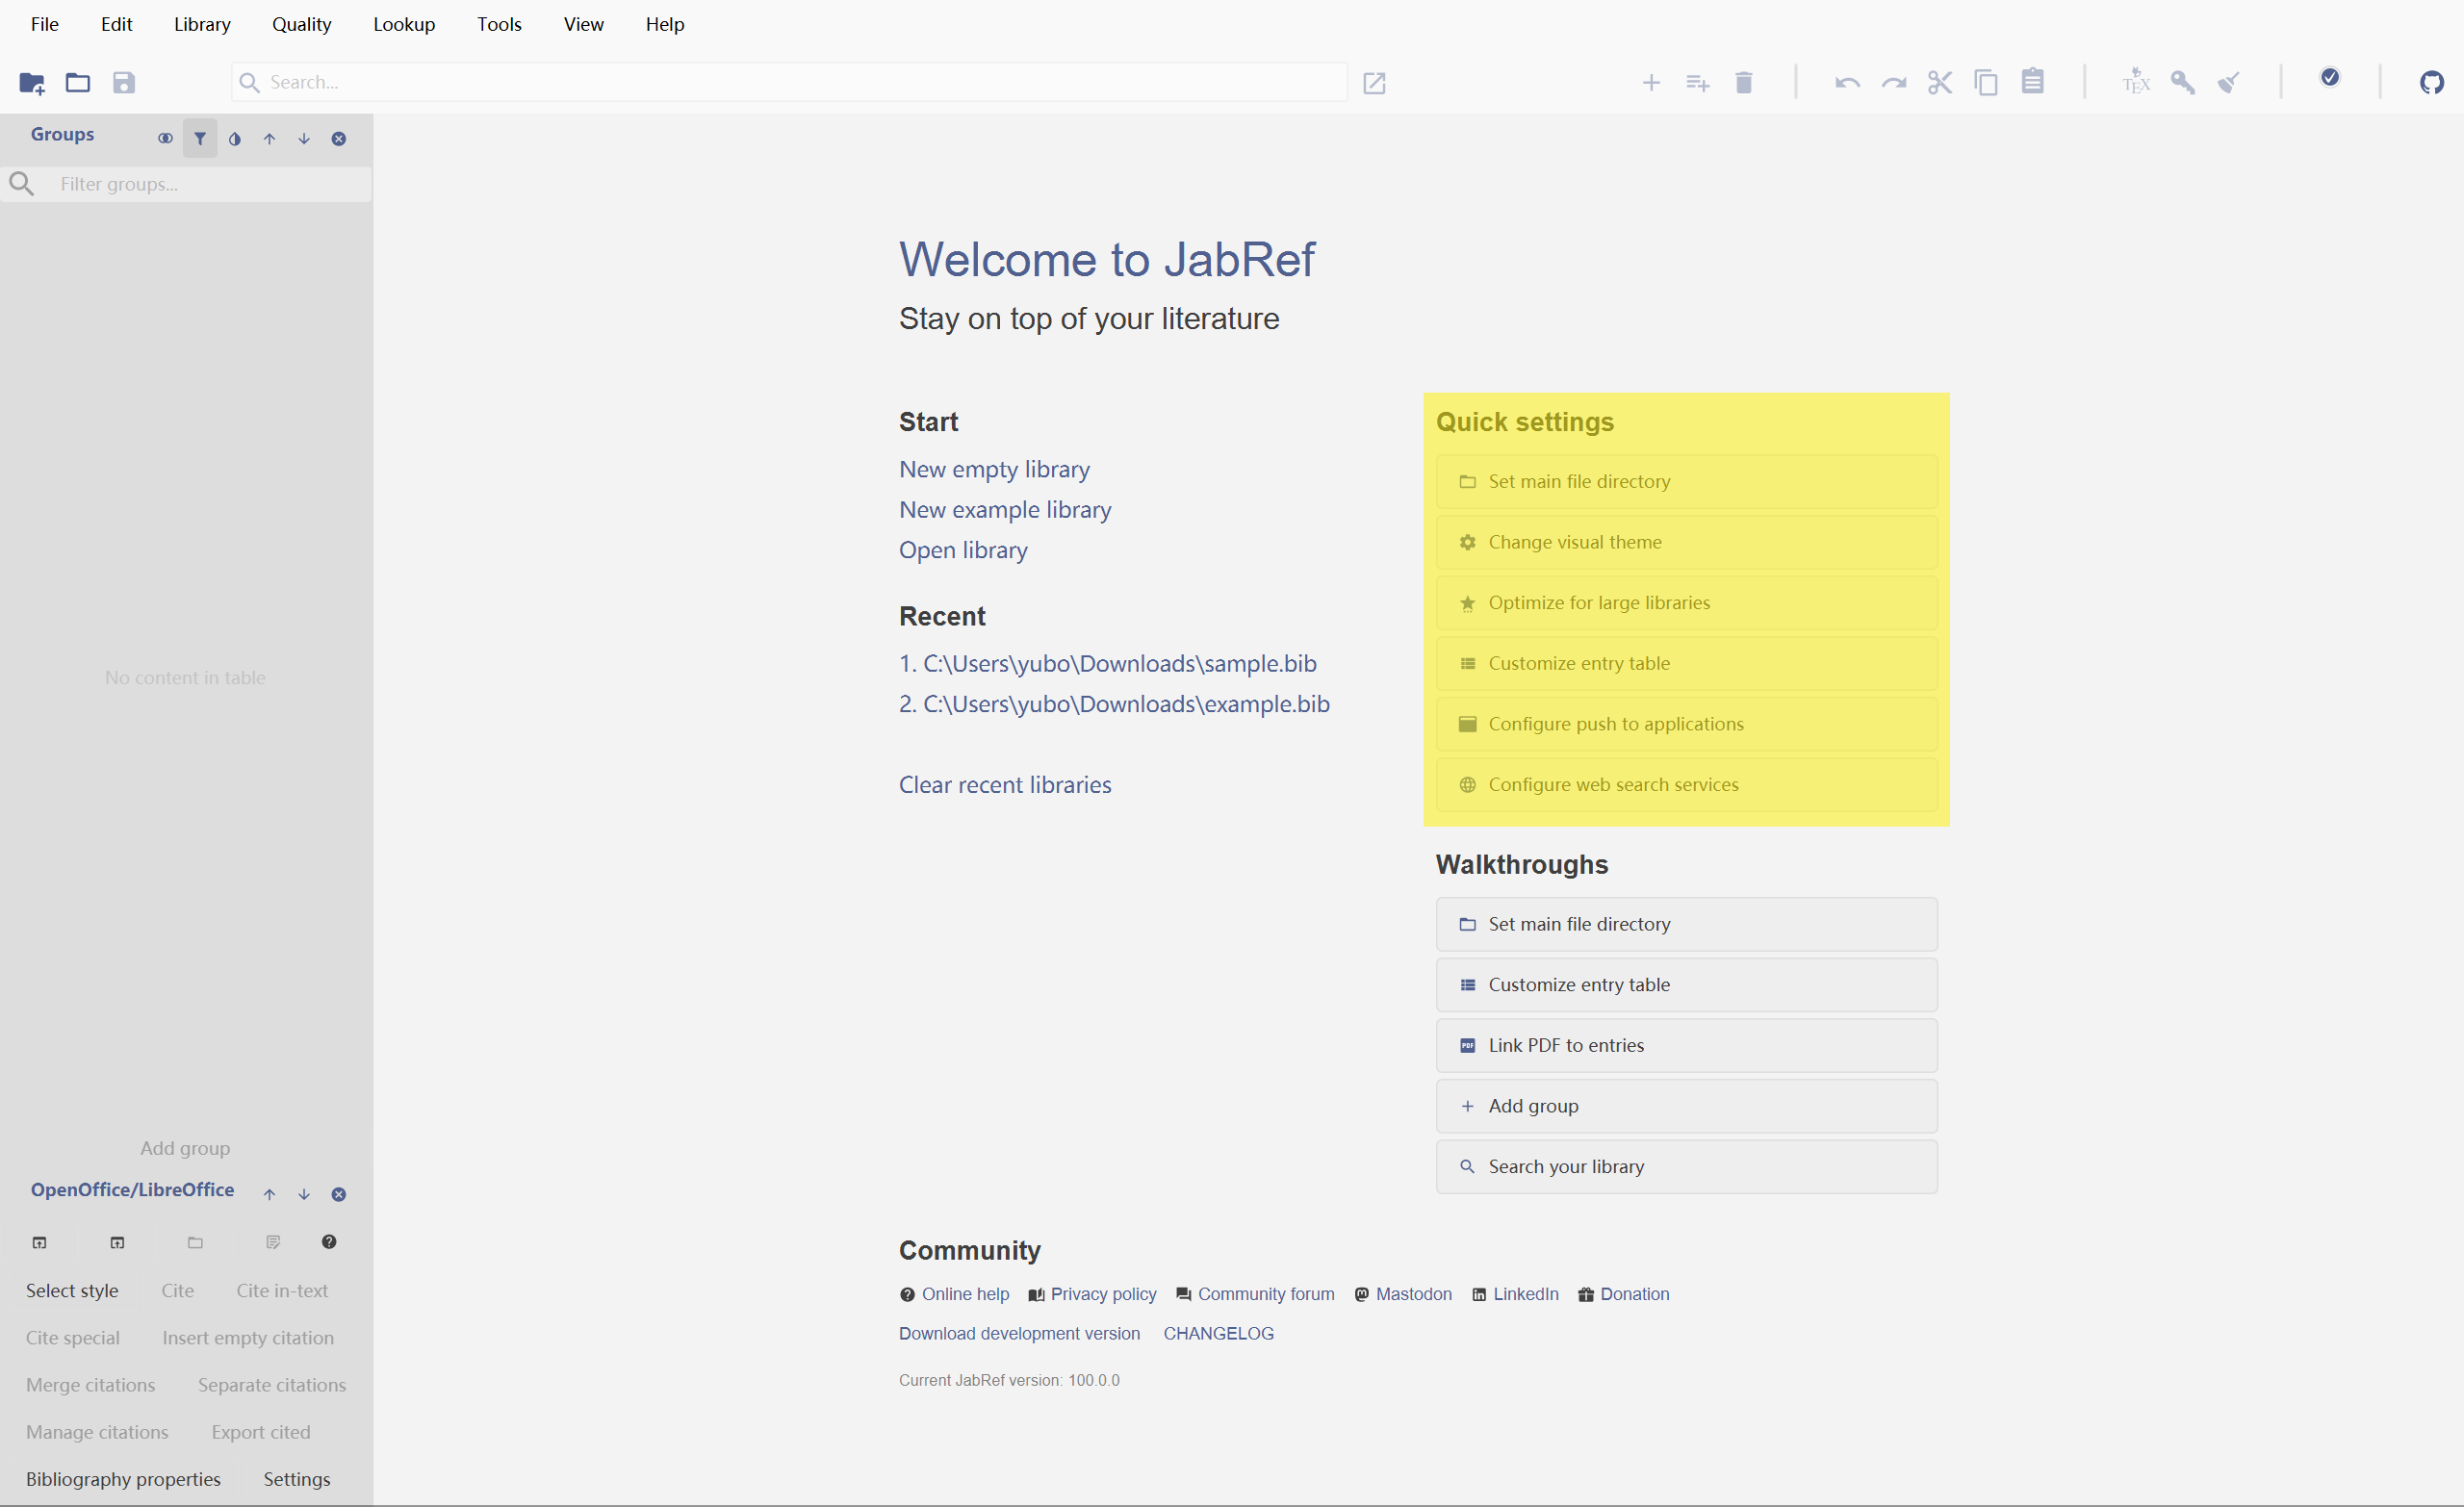 File Edit Library Quality Lookup Tools View Help
Search...
TEX
Groups
Filter groups...
No content in table
Add group
OpenOffice/LibreOffice
Select style Cite Cite in-text
Cite special Insert empty citation
Merge citations Separate citations
Manage citations Export cited
Bibliography properties Settings
Welcome to JabRef
Stay on top of your literature
Start
New empty library
New example library
Open library
Recent
1. C:\Users\yubo\Downloads\sample.bib
2. C:\Users\yubo\Downloads\example.bib
Clear recent libraries
Quick settings
Set main file directory
Change visual theme
Optimize for large libraries
Customize entry table
Configure push to applications
Configure web search services
Walkthroughs
Set main file directory
Customize entry table
PDF Link PDF to entries
Add group
Search your library
Community
Online help Privacy policy Community forum Mastodon LinkedIn Donation
Download development version CHANGELOG
Current JabRef version: 100.0.0